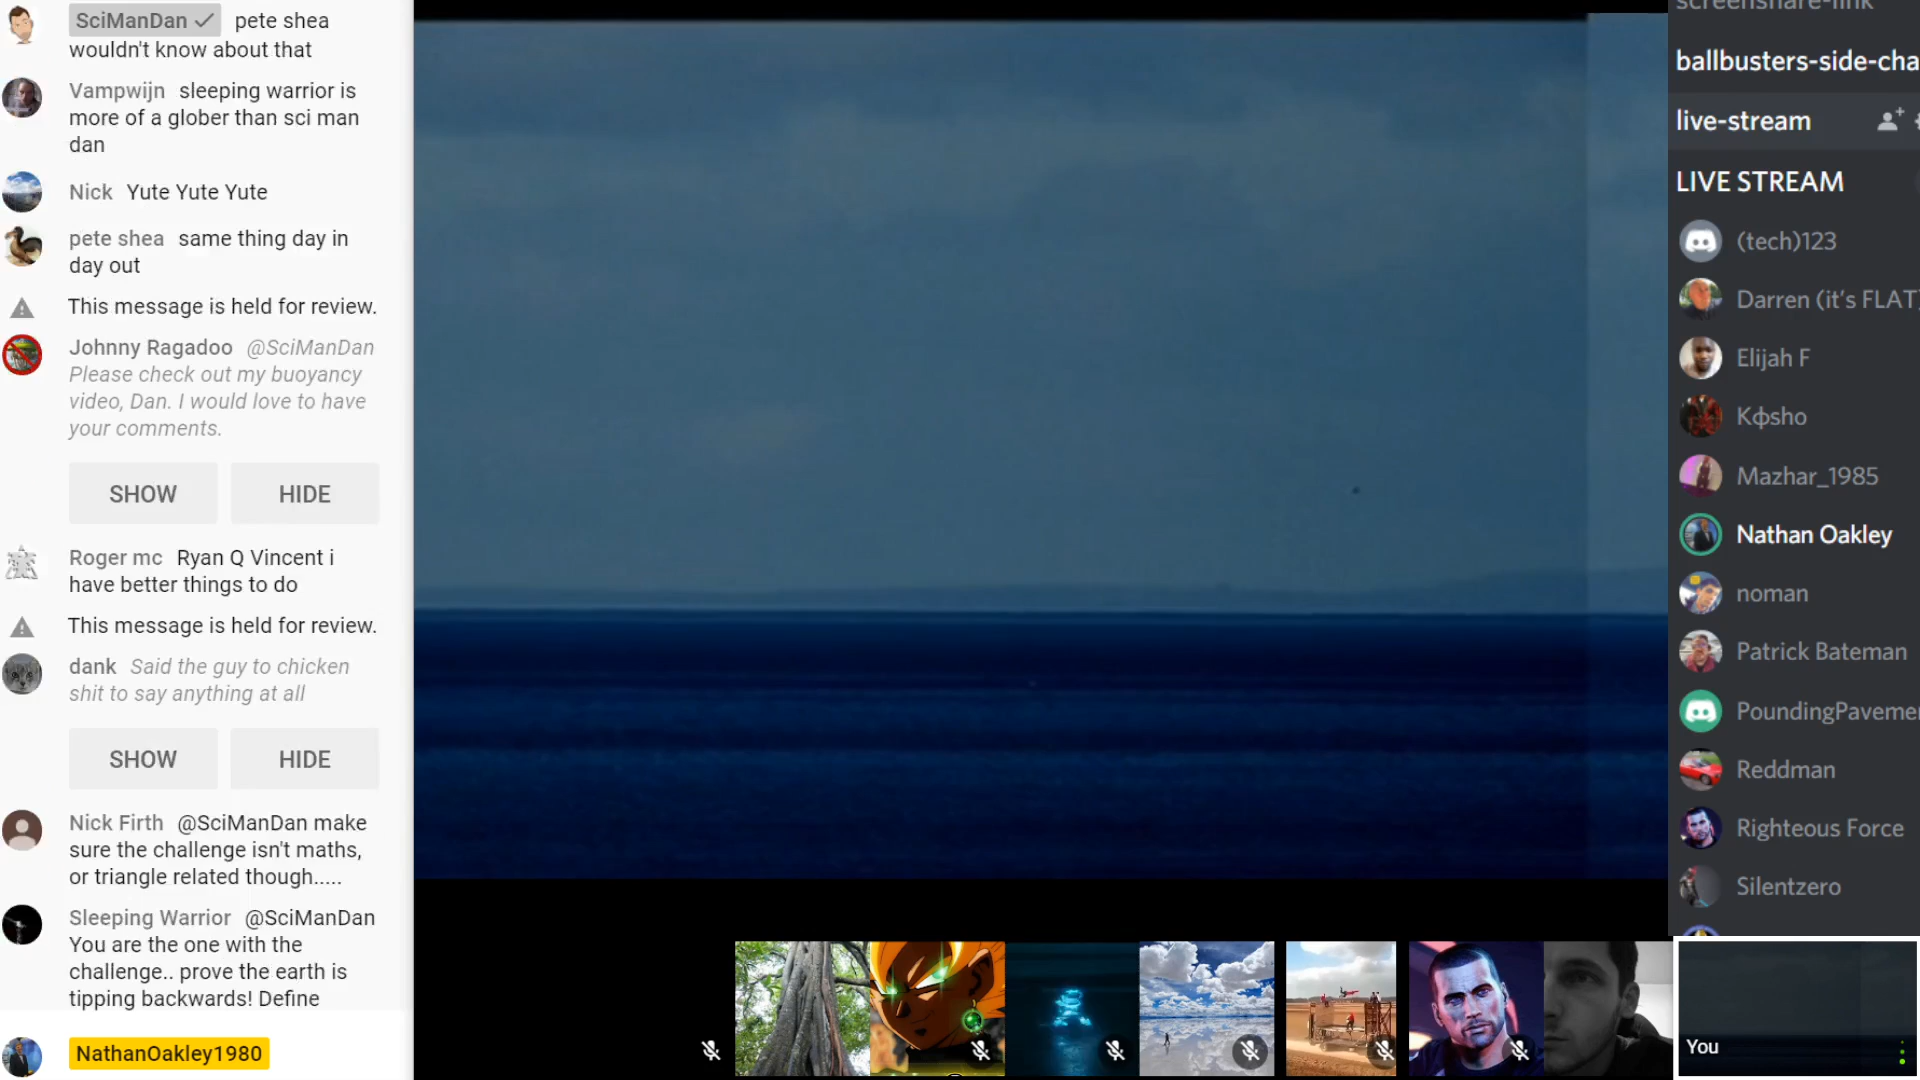 SciManDan pete shea
wouldn't know about that
Vampwijn sleeping warrior is
more of a glober than sci man
dan
Nick Yute Yute Yute
pete shea same thing day in
day out
This message is held for review.
Johnny Ragadoo @SciManDan
Please check out my buoyancy
video, Dan. I would love to have
your comments.
SHOW HIDE
Roger mc Ryan Q Vincent i
have better things to do
This message is held for review.
dank Said the guy to chicken
shit to say anything at all
SHOW HIDE
Nick Firth @SciManDan make
sure the challenge isn't maths,
or triangle related though.....
Sleeping Warrior @SciManDan
You are the one with the
challenge.. prove the earth is
tipping backwards! Define
NathanOakley1980
screenshare-link
ballbusters-side-cha
live-stream
LIVE STREAM
(tech)123
Darren (it's FLAT)
Elijah F
Kфsho
Mazhar_1985
Nathan Oakley
noman
Patrick Bateman
PoundingPaveme
Reddman
Righteous Force
Silentzero
You